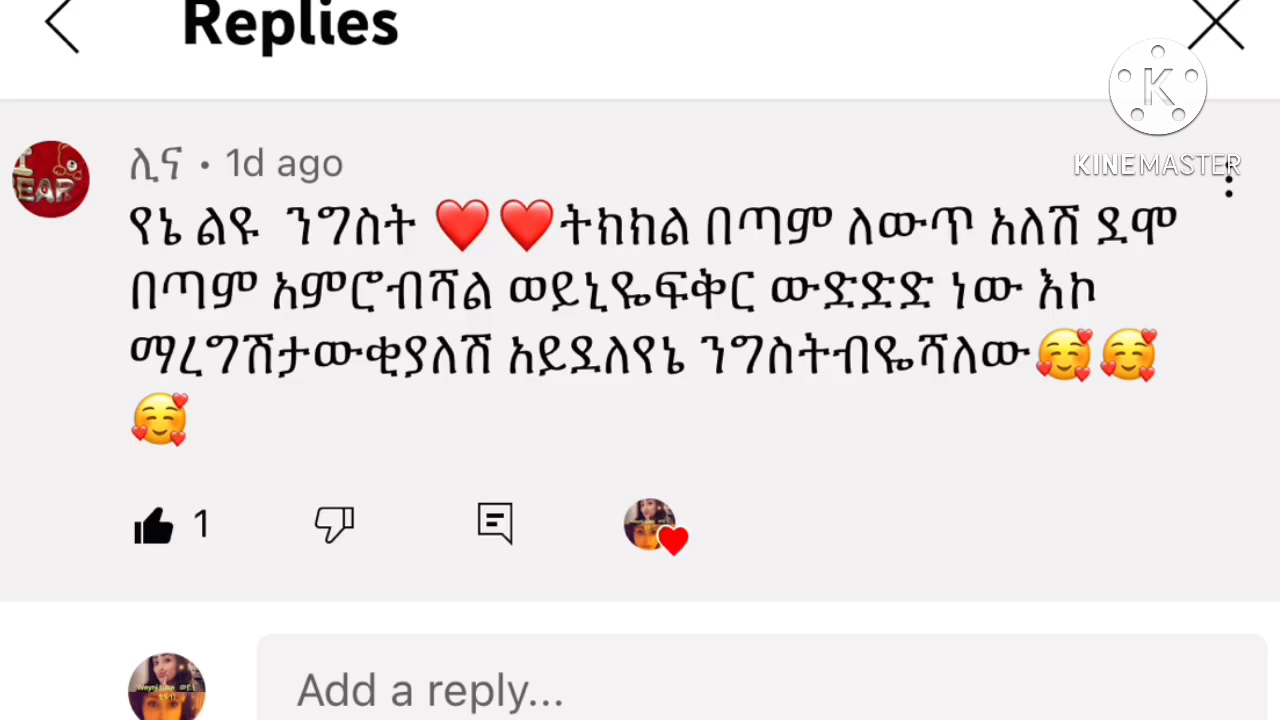 Replies
KINEMASTER
ሊና • 1d ago
የኔ ልዩ ንግስት ❤️❤️ትክክል በጣም ለውጥ አለሽ ደሞ
በጣም አምሮብሻል ወይኒዬፍቅር ውድድድ ነው እኮ
ማረግሽታውቂያለሽ አይደለየኔ ንግስትብዬሻለው🥰🥰
🥰
1
Add a reply...